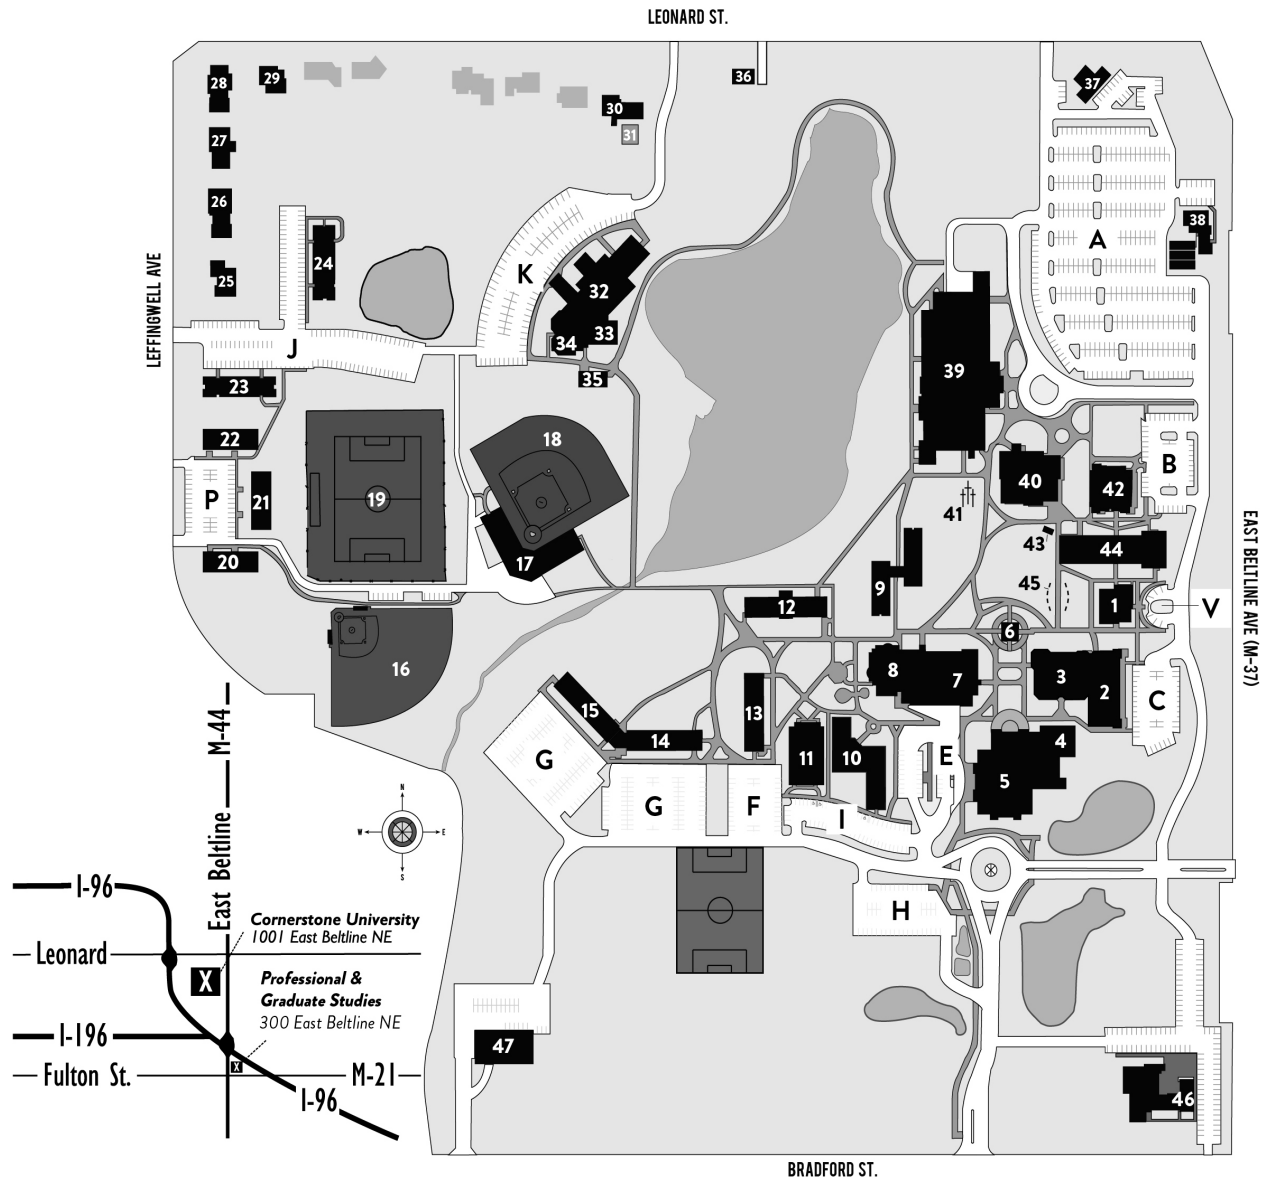 LEONARD ST.
28
29
36
37
30
31
27
26
38
A
24
K
25
32
33
34
J
35
39
23
22
18
B
P
21
19
40
42
41
43
44
17
20
9
45
12
1
V
6
16
8
7
3
2
15
13
C
14
4
G
11
10
E
5
G
F
I
H
47
46
LEFFINGWELL AVE
EAST BELTLINE AVE (M-37)
BRADFORD ST.
N
W
E
S
East Beltline
M-44
I-96
Leonard
X
Cornerstone University
1001 East Beltline NE
Professional &
Graduate Studies
300 East Beltline NE
I-196
X
Fulton St.
M-21
I-96